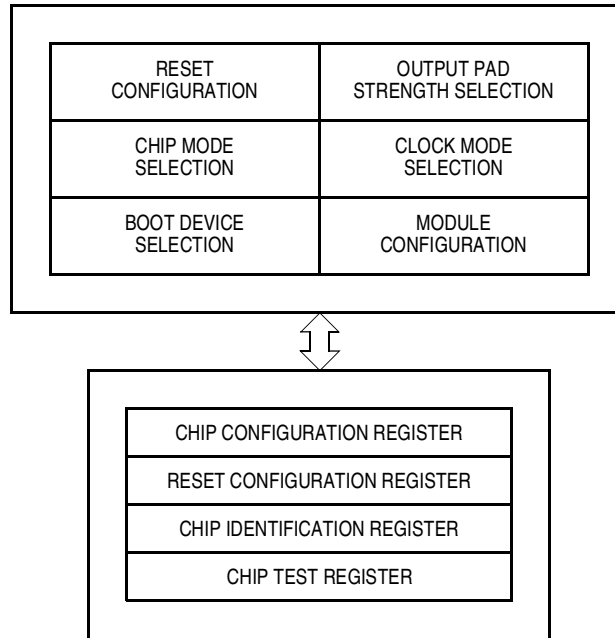 RESET
CONFIGURATION
OUTPUT PAD
STRENGTH SELECTION
CHIP MODE
SELECTION
CLOCK MODE
SELECTION
BOOT DEVICE
SELECTION
MODULE
CONFIGURATION
CHIP CONFIGURATION REGISTER
RESET CONFIGURATION REGISTER
CHIP IDENTIFICATION REGISTER
CHIP TEST REGISTER